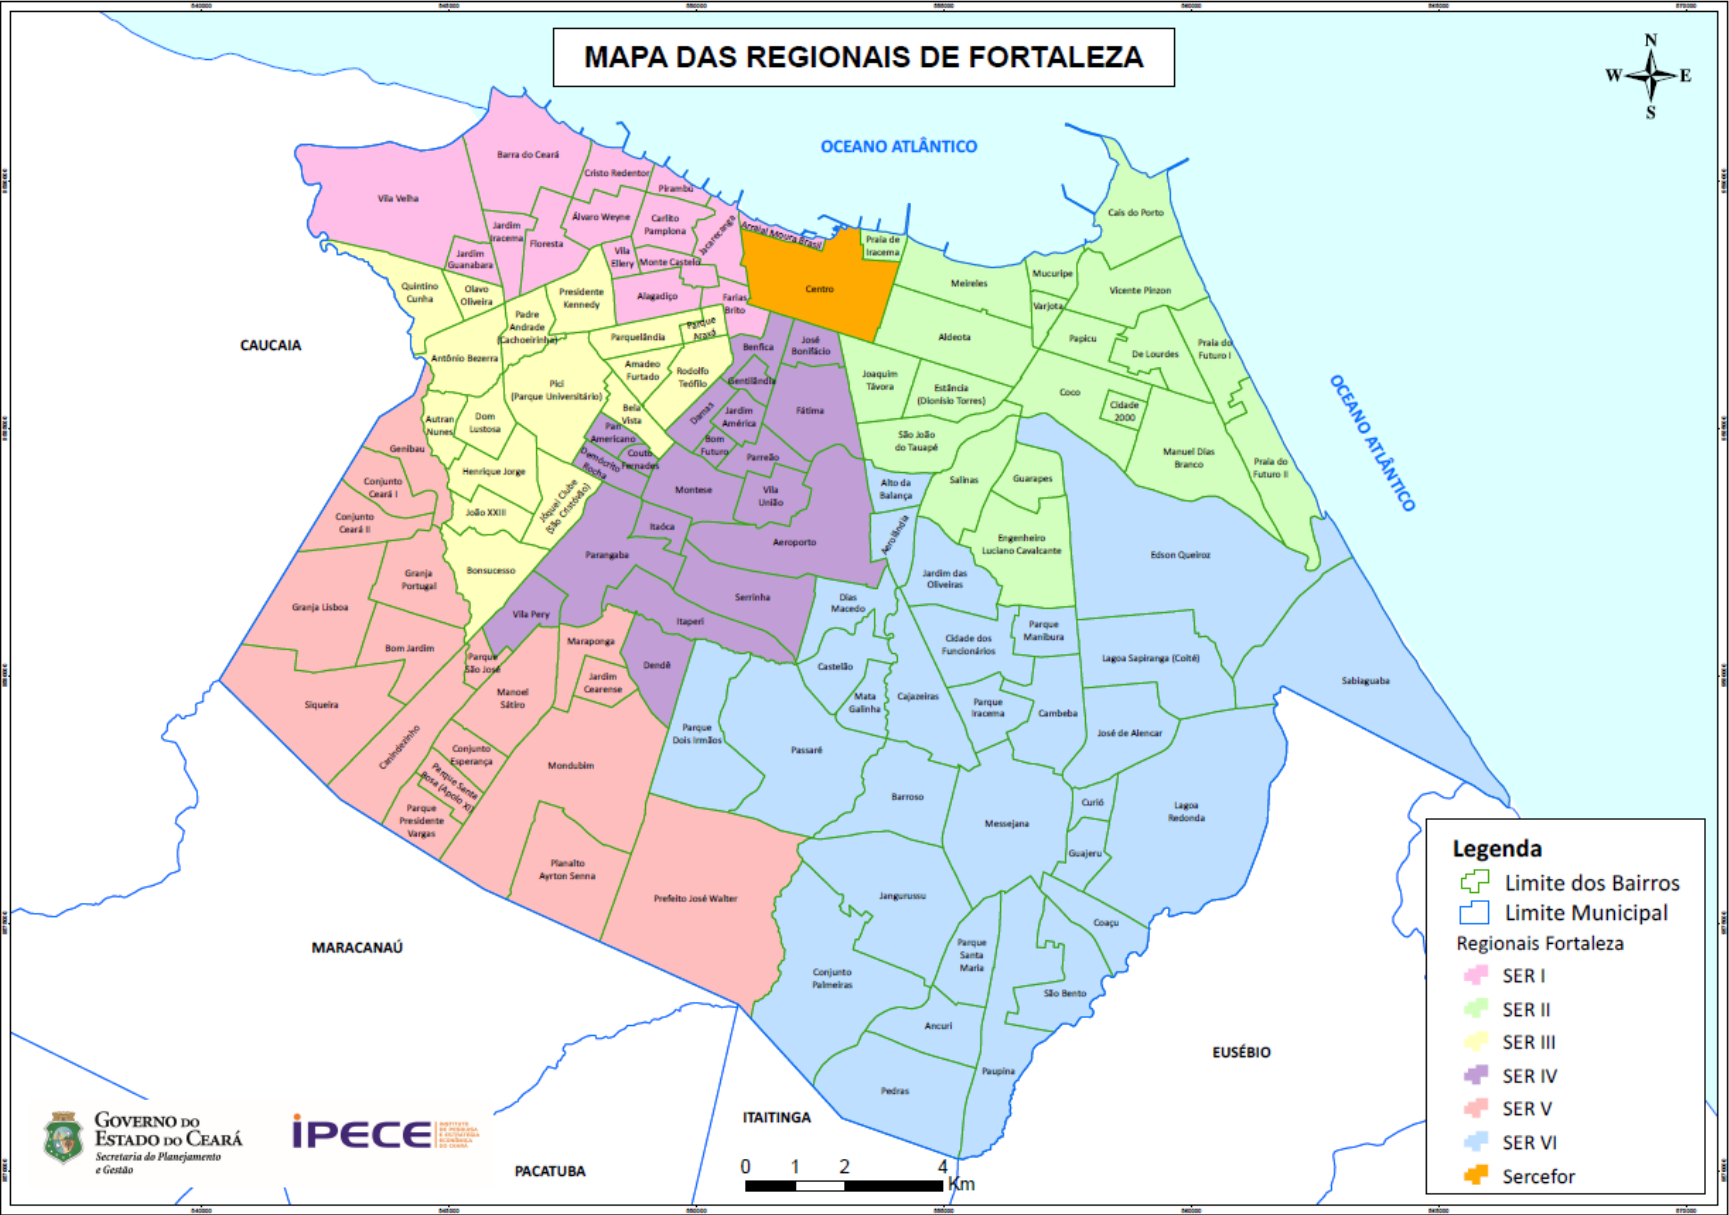 MAPA DAS REGIONAIS DE FORTALEZA
N
W
E
S
OCEANO ATLÂNTICO
Barra do Ceará
Cristo Redentor
Pirambu
Vila Velha
Álvaro Weyne
Carlito
Pamplona
Jacarecanga
Arraial Moura Brasil
Jardim
Iracema
Floresta
Jardim
Guanabara
Vila
Ellery
Monte Castelo
Praia de
Iracema
Cais do Porto
Quintino
Cunha
Olavo
Oliveira
Presidente
Kennedy
Alagadiço
Farias
Brito
Centro
Meireles
Mucuripe
Vicente Pinzon
Varjota
Padre
Andrade
(Cachoeirinha)
Parquelândia
Parque
Araxá
Benfica
José
Bonifácio
Aldeota
Papicu
De Lourdes
Praia do
Futuro I
CAUCAIA
Antônio Bezerra
Amadeo
Furtado
Rodolfo
Teófilo
Gentilândia
Joaquim
Távora
Estância
(Dionísio Torres)
Coco
Cidade
2000
OCEANO ATLÂNTICO
Pici
(Parque Universitário)
Bela
Vista
Damas
Jardim
América
Fátima
Autran
Nunes
Dom
Lustosa
Pan
Americano
Bom
Futuro
São João
do Tauapé
Manuel Dias
Branco
Praia do
Futuro II
Genibau
Henrique Jorge
Demócrito
Rocha
Couto
Fernades
Parreão
Conjunto
Ceará I
Jóquei Clube
(São Cristóvão)
Montese
Vila
União
Alto da
Balança
Salinas
Guarapes
Conjunto
Ceará II
João XXIII
Itaóca
Aeroporto
Aerolândia
Engenheiro
Luciano Cavalcante
Edson Queiroz
Granja
Portugal
Bonsucesso
Parangaba
Jardim das
Oliveiras
Granja Lisboa
Vila Pery
Serrinha
Dias
Macedo
Itaperi
Bom Jardim
Maraponga
Cidade dos
Funcionários
Parque
Manibura
Lagoa Sapiranga (Coité)
Parque
São José
Dendê
Castelão
Sabiaguaba
Siqueira
Manoel
Sátiro
Jardim
Cearense
Mata
Galinha
Cajazeiras
Parque
Iracema
Cambeba
Canindezinho
Conjunto
Esperança
Parque
Dois Irmãos
Passaré
José de Alencar
Mondubim
Parque Santa
Rosa (Apolo XI)
Parque
Presidente
Vargas
Barroso
Messejana
Curió
Lagoa
Redonda
Guajeru
Planalto
Ayrton Senna
Prefeito José Walter
Jangurussu
Coaçu
Parque
Santa
Maria
MARACANAÚ
Conjunto
Palmeiras
São Bento
Ancuri
Paupina
Pedras
EUSÉBIO
ITAITINGA
PACATUBA
Legenda
Limite dos Bairros
Limite Municipal
Regionais Fortaleza
SER I
SER II
SER III
SER IV
SER V
SER VI
Sercefor
GOVERNO DO
ESTADO DO CEARÁ
Secretaria do Planejamento
e Gestão
IPECE
INSTITUTO
DE PESQUISA
E ESTRATÉGIA
ECONÔMICA
DO CEARÁ
0 1 2 4
Km